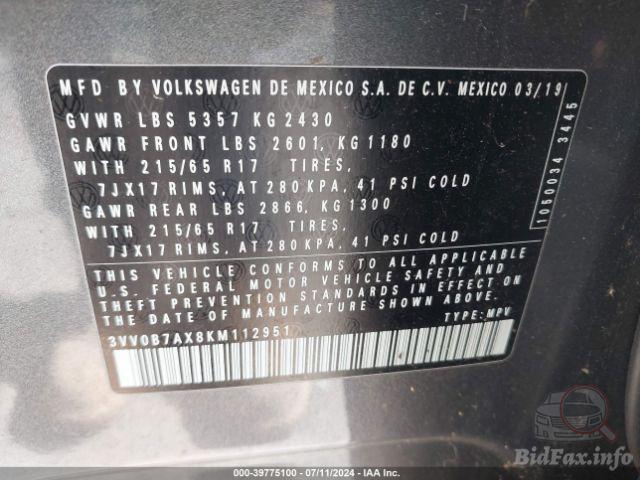 MFD BY VOLKSWAGEN DE MEXICO S.A. DE C.V. MEXICO 03/19
GVWR LBS 5357 KG 2430
GAWR FRONT LBS 2601, KG 1180
WITH 215/65 R17 TIRES,
7JX17 RIMS, AT 280 KPA, 41 PSI COLD
GAWR REAR LBS 2866, KG 1300
WITH 215/65 R17 TIRES,
7JX17 RIMS, AT 280 KPA, 41 PSI COLD
THIS VEHICLE CONFORMS TO ALL APPLICABLE
U.S. FEDERAL MOTOR VEHICLE SAFETY AND
THEFT PREVENTION STANDARDS IN EFFECT ON
THE DATE OF MANUFACTURE SHOWN ABOVE.
3VV0B7AX8KM112951 TYPE: MPV
1050034 3445
000-39775100 - 07/11/2024 - IAA Inc.
BidFax.info